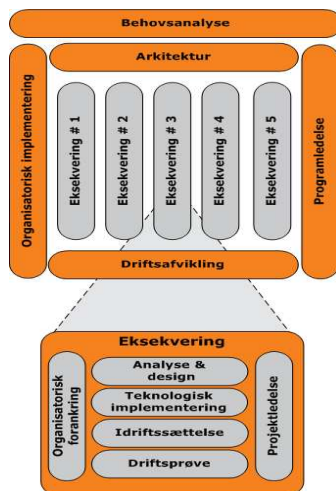 Behovsanalyse
Organisatorisk implementering
Arkitektur
Eksekvering # 1
Eksekvering # 2
Eksekvering # 3
Eksekvering # 4
Eksekvering # 5
Programledelse
Driftsafvikling
Eksekvering
Organisatorisk
forankring
Analyse &
design
Teknologisk
implementering
Idriftssættelse
Driftsprøve
Projektledelse